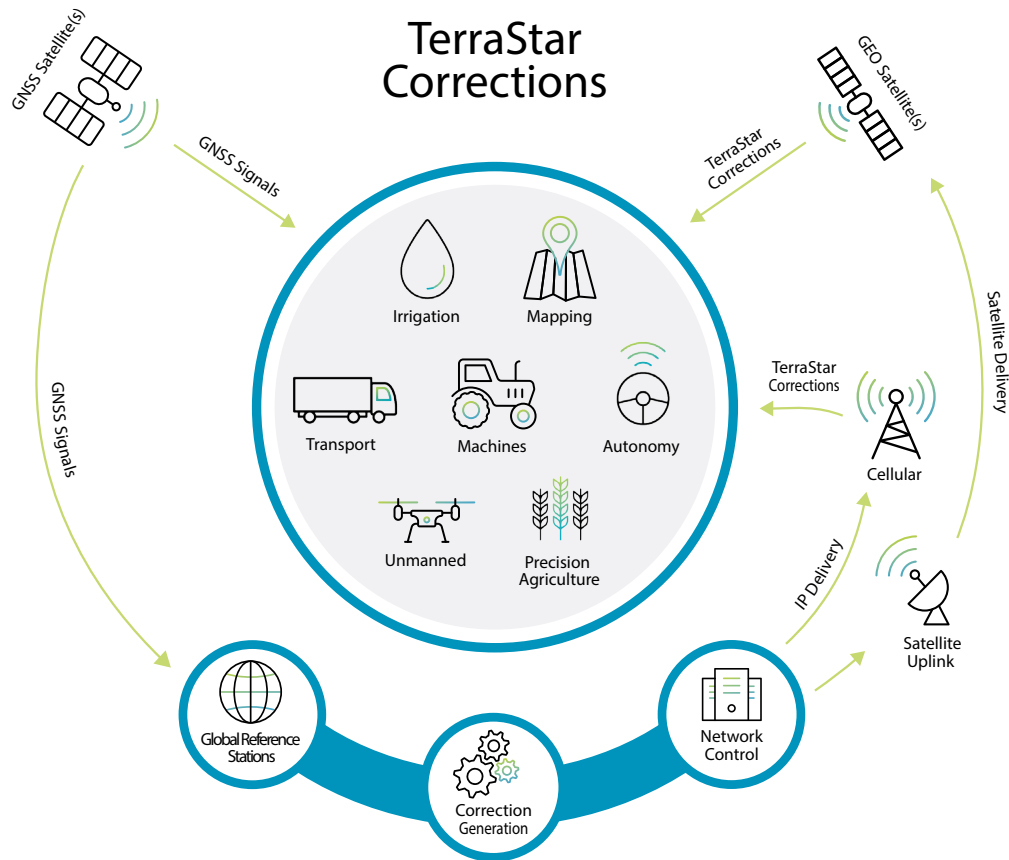 TerraStar
Corrections
GNSS Satellite(s)
GEO Satellite(s)
GNSS Signals
TerraStar
Corrections
Irrigation
Mapping
Satellite Delivery
GNSS Signals
TerraStar
Corrections
Transport
Machines
Autonomy
Cellular
Unmanned
Precision
Agriculture
IP Delivery
Satellite
Uplink
Global Reference
Stations
Network
Control
Correction
Generation